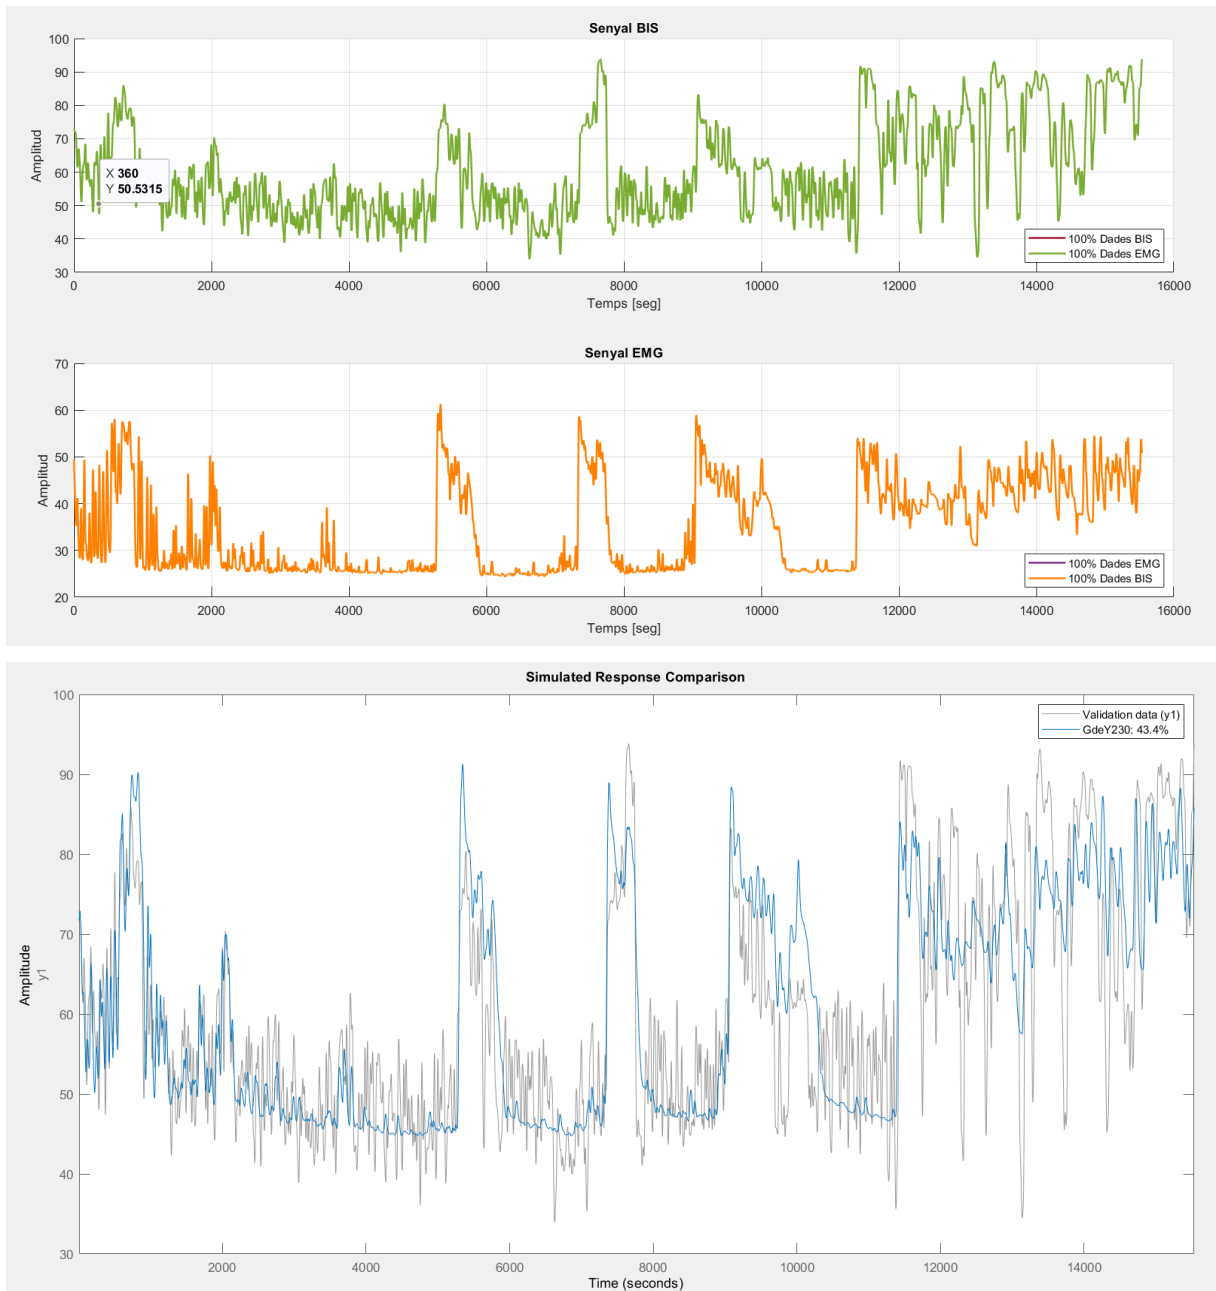 Senyal BIS
100
90
80
70
60
50
40
30
Amplitud
X 360
Y 50.5315
100% Dades BIS
100% Dades EMG
0 2000 4000 6000 8000 10000 12000 14000 16000
Temps [seg]
Senyal EMG
70
60
50
40
30
20
Amplitud
100% Dades EMG
100% Dades BIS
0 2000 4000 6000 8000 10000 12000 14000 16000
Temps [seg]
Simulated Response Comparison
100
90
80
70
60
50
40
30
Amplitude
y1
Validation data (y1)
GdeY230: 43.4%
2000 4000 6000 8000 10000 12000 14000
Time (seconds)